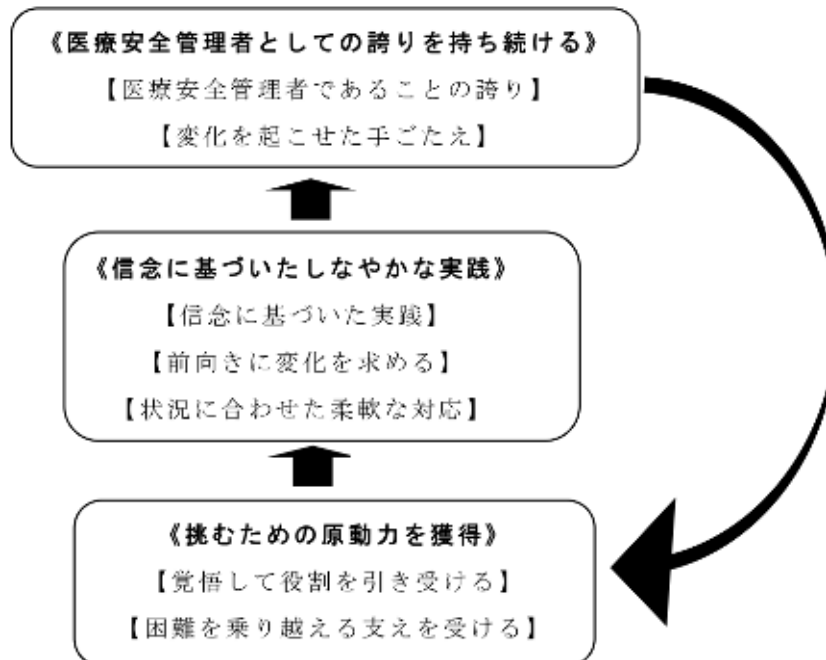 《医療安全管理者としての誇りを持ち続ける》
【医療安全管理者であることの誇り】
【変化を起こせた手ごたえ】
《信念に基づいたしなやかな実践》
【信念に基づいた実践】
【前向きに変化を求める】
【状況に合わせた柔軟な対応】
《挑むための原動力を獲得》
【覚悟して役割を引き受ける】
【困難を乗り越える支えを受ける】